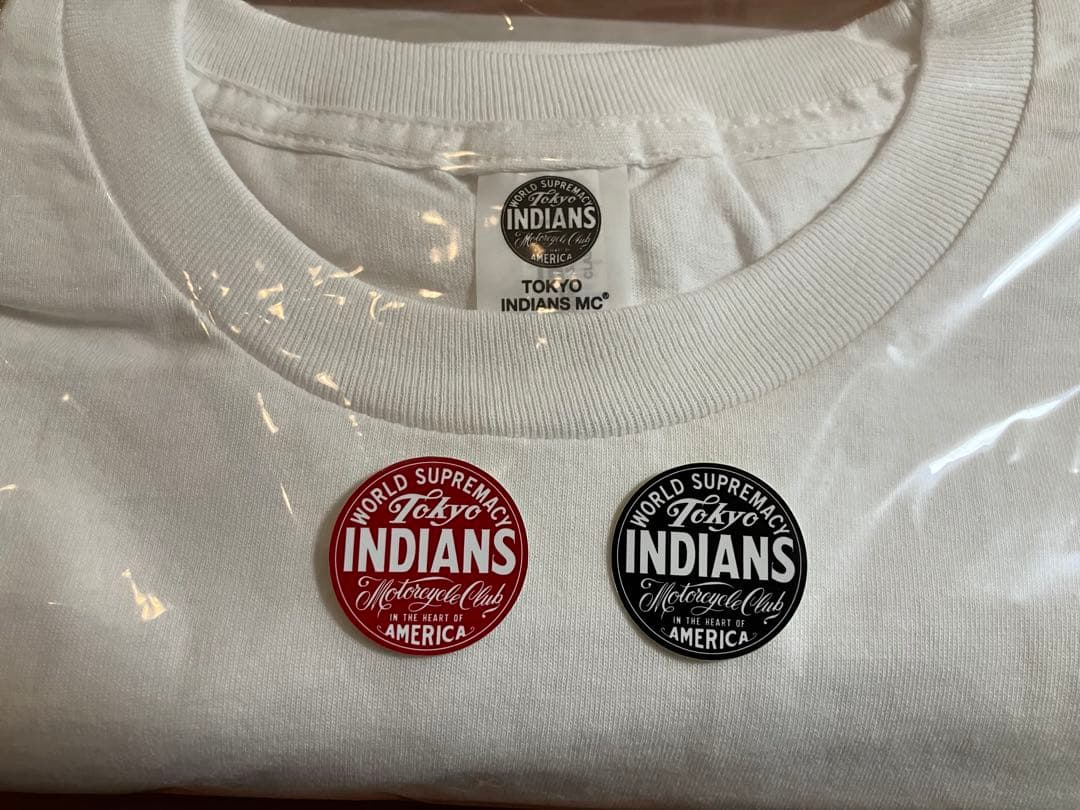 WORLD SUPREMACY
Tokyo
INDIANS
Motorcycle Club
AMERICA
TOKYO
INDIANS MC®
WORLD SUPREMACY
Tokyo
INDIANS
Motorcycle Club
IN THE HEART OF
AMERICA
WORLD SUPREMACY
Tokyo
INDIANS
Motorcycle Club
IN THE HEART OF
AMERICA